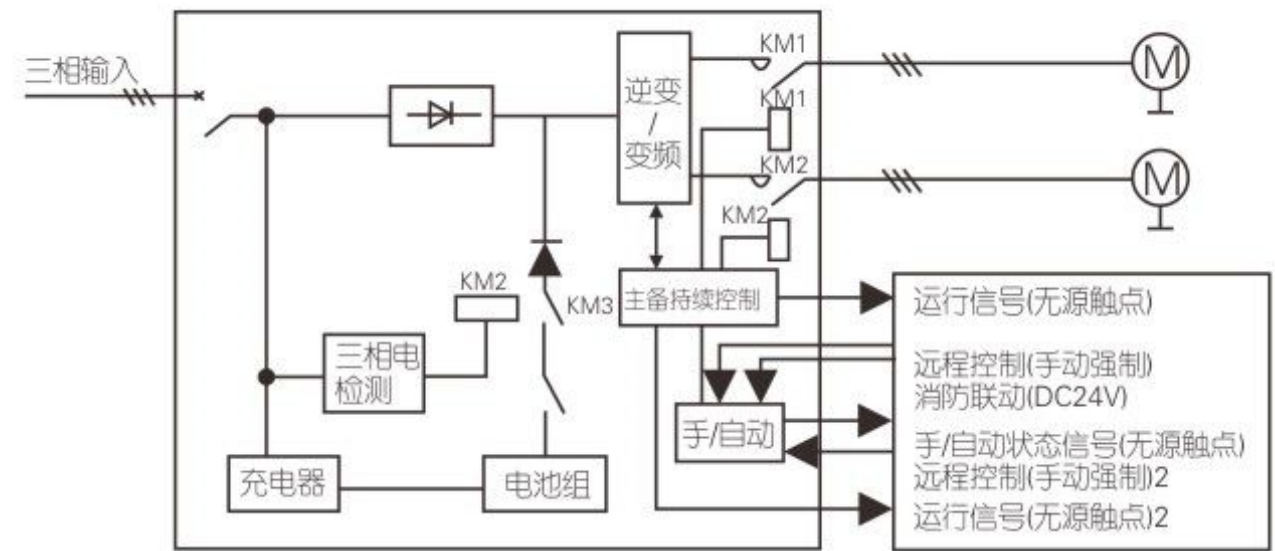 三相输入
逆变
/
变频
KM1
M
KM1
KM2
M
KM2
主备持续控制
KM2
KM3
三相电
检测
手/自动
充电器
电池组
运行信号(无源触点)
远程控制(手动强制)
消防联动(DC24V)
手/自动状态信号(无源触点)
远程控制(手动强制)2
运行信号(无源触点)2